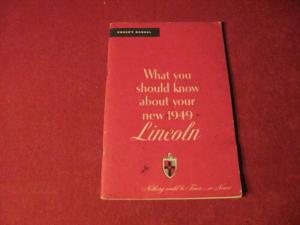 OWNER'S MANUAL
What you
should know
about your
new 1949
Lincoln
Nothing could be Finer...or Newer